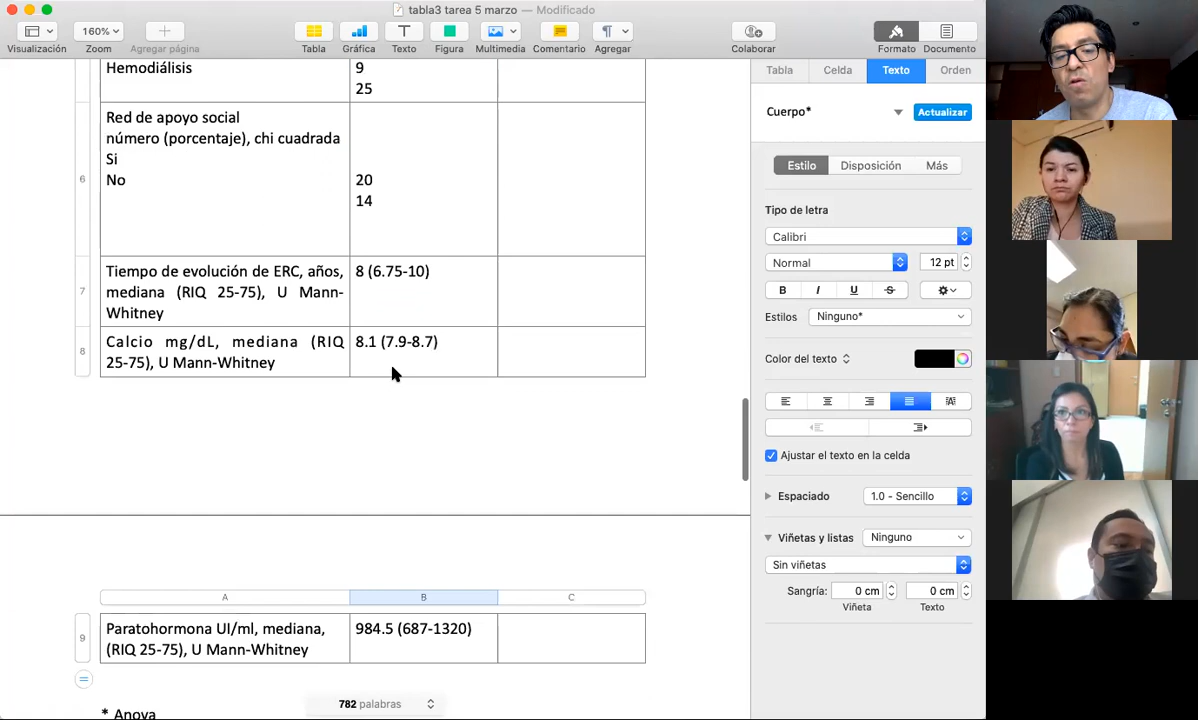 tabla3 tarea 5 marzo — Modificado
160%
Visualización
Zoom
Agregar página
Tabla
Gráfica
Texto
Figura
Multimedia
Comentario
Agregar
Colaborar
Formato
Documento
Hemodiálisis
9
25
6
Red de apoyo social
número (porcentaje), chi cuadrada
Si
No
20
14
7
Tiempo de evolución de ERC, años,
mediana (RIQ 25-75), U Mann-
Whitney
8 (6.75-10)
8
Calcio mg/dL, mediana (RIQ
25-75), U Mann-Whitney
8.1 (7.9-8.7)
A
B
C
9
Paratohormona UI/ml, mediana,
(RIQ 25-75), U Mann-Whitney
984.5 (687-1320)
=
782 palabras
* Anova
Tabla
Celda
Texto
Orden
Cuerpo*
Actualizar
Estilo
Disposición
Más
Tipo de letra
Calibri
Normal
12 pt
B I U S
Estilos
Ninguno*
Color del texto
Ajustar el texto en la celda
Espaciado
1.0 - Sencillo
Viñetas y listas
Ninguno
Sin viñetas
Sangría:
0 cm
0 cm
Viñeta
Texto